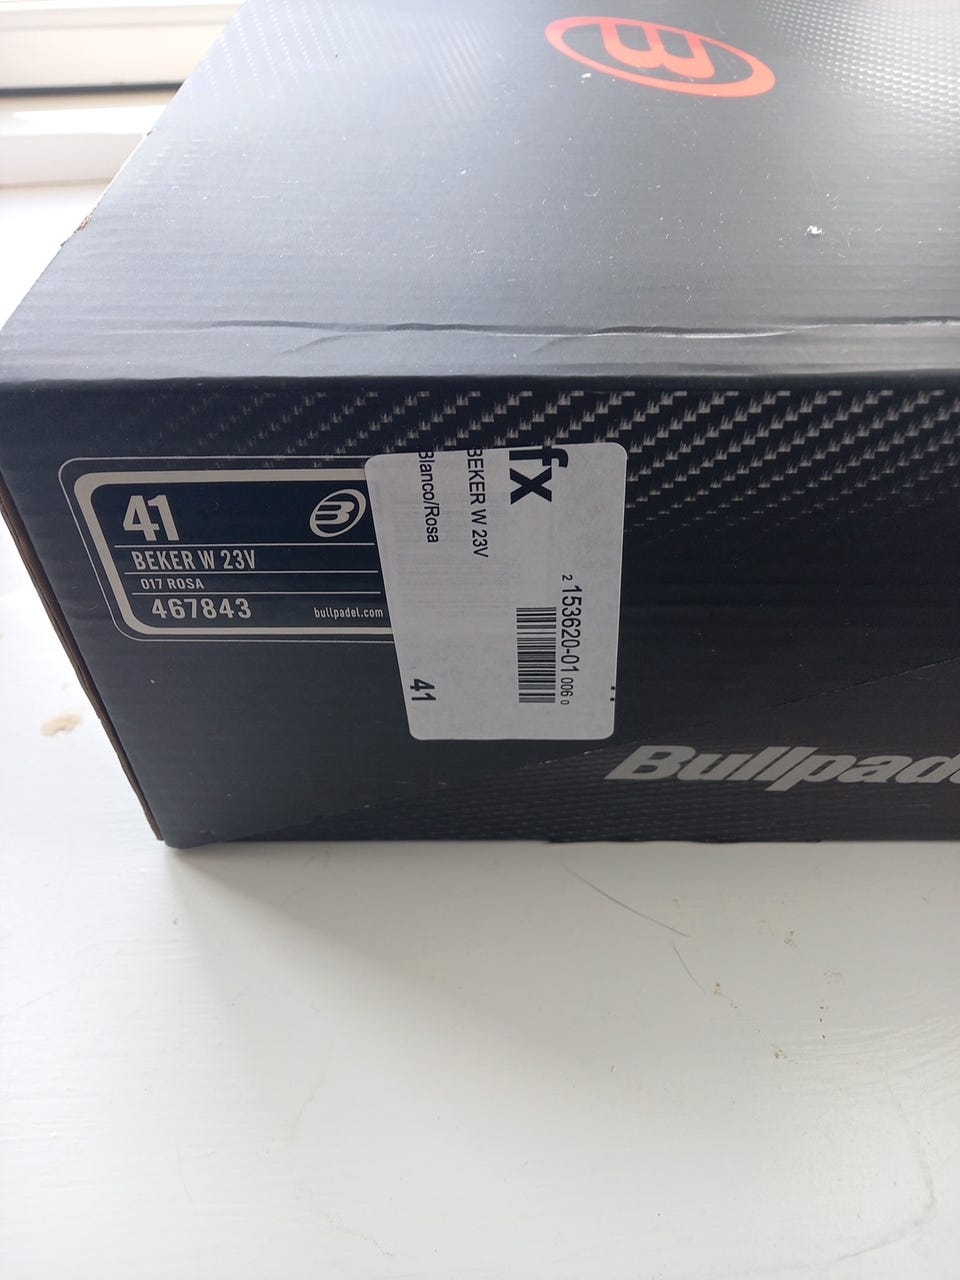 41
BEKER W 23V
017 ROSA
467843
bullpadel.com
fx
BEKER W 23V
Blanco/Rosa
2 153620-01 006 0
41